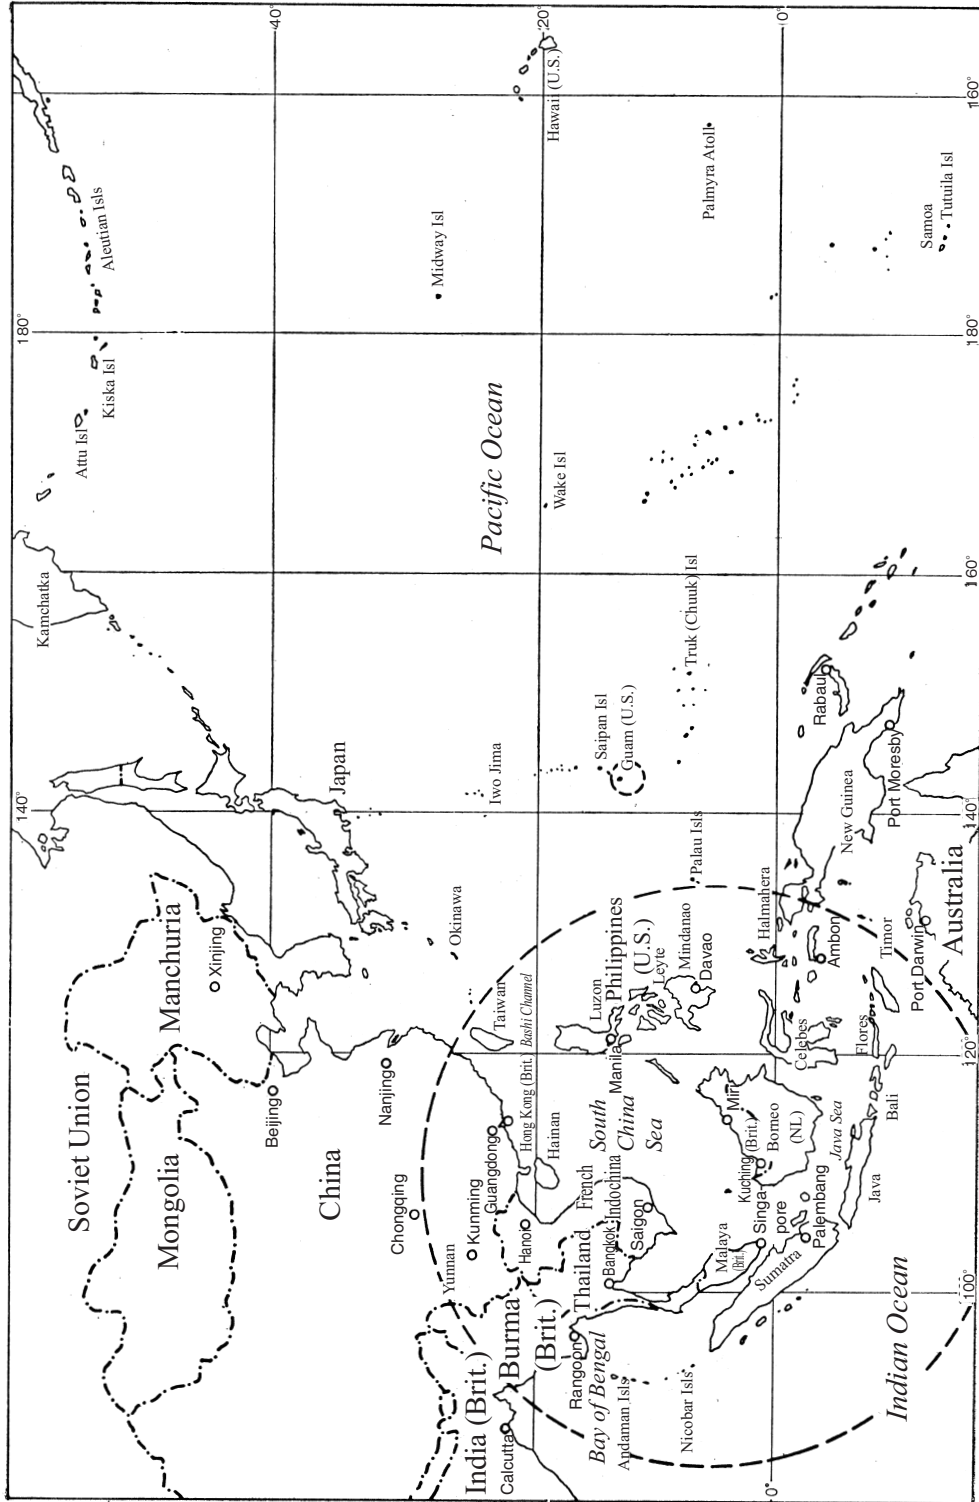 180°
160°
140°
40°
20°
0°
160°
180°
160°
140°
120°
100°
0°
Kamchatka
Attu Isl
Kiska Isl
Aleutian Isls
Soviet Union
Mongolia
Manchuria
Xinjing
Beijing
Nanjing
China
Chongqing
Japan
Pacific Ocean
Midway Isl
Hawaii (U.S.)
Wake Isl
Iwo Jima
Okinawa
Taiwan
Bashi Channel
Yunnan
Kunming
Guangdong
Hong Kong (Brit.)
Hainan
Hanoi
India (Brit.)
Calcutta
Burma
(Brit.)
Rangoon
Bay of Bengal
Andaman Isls
Nicobar Isls
Thailand
Bangkok
French
Indochina
Saigon
South
China
Sea
Luzon
Manila
Philippines
(U.S.)
Leyte
Mindanao
Davao
Saipan Isl
Guam (U.S.)
Truk (Chuuk) Isl
Palau Isls
Palmyra Atoll
Samoa
Tutuila Isl
Malaya
(Brit.)
Singa
pore
Kuching (Brit.)
Miri
Borneo
(NL)
Sumatra
Palembang
Java Sea
Java
Bali
Flores
Celebes
Halmahera
Ambon
Timor
New Guinea
Rabaul
Port Moresby
Port Darwin
Australia
Indian Ocean